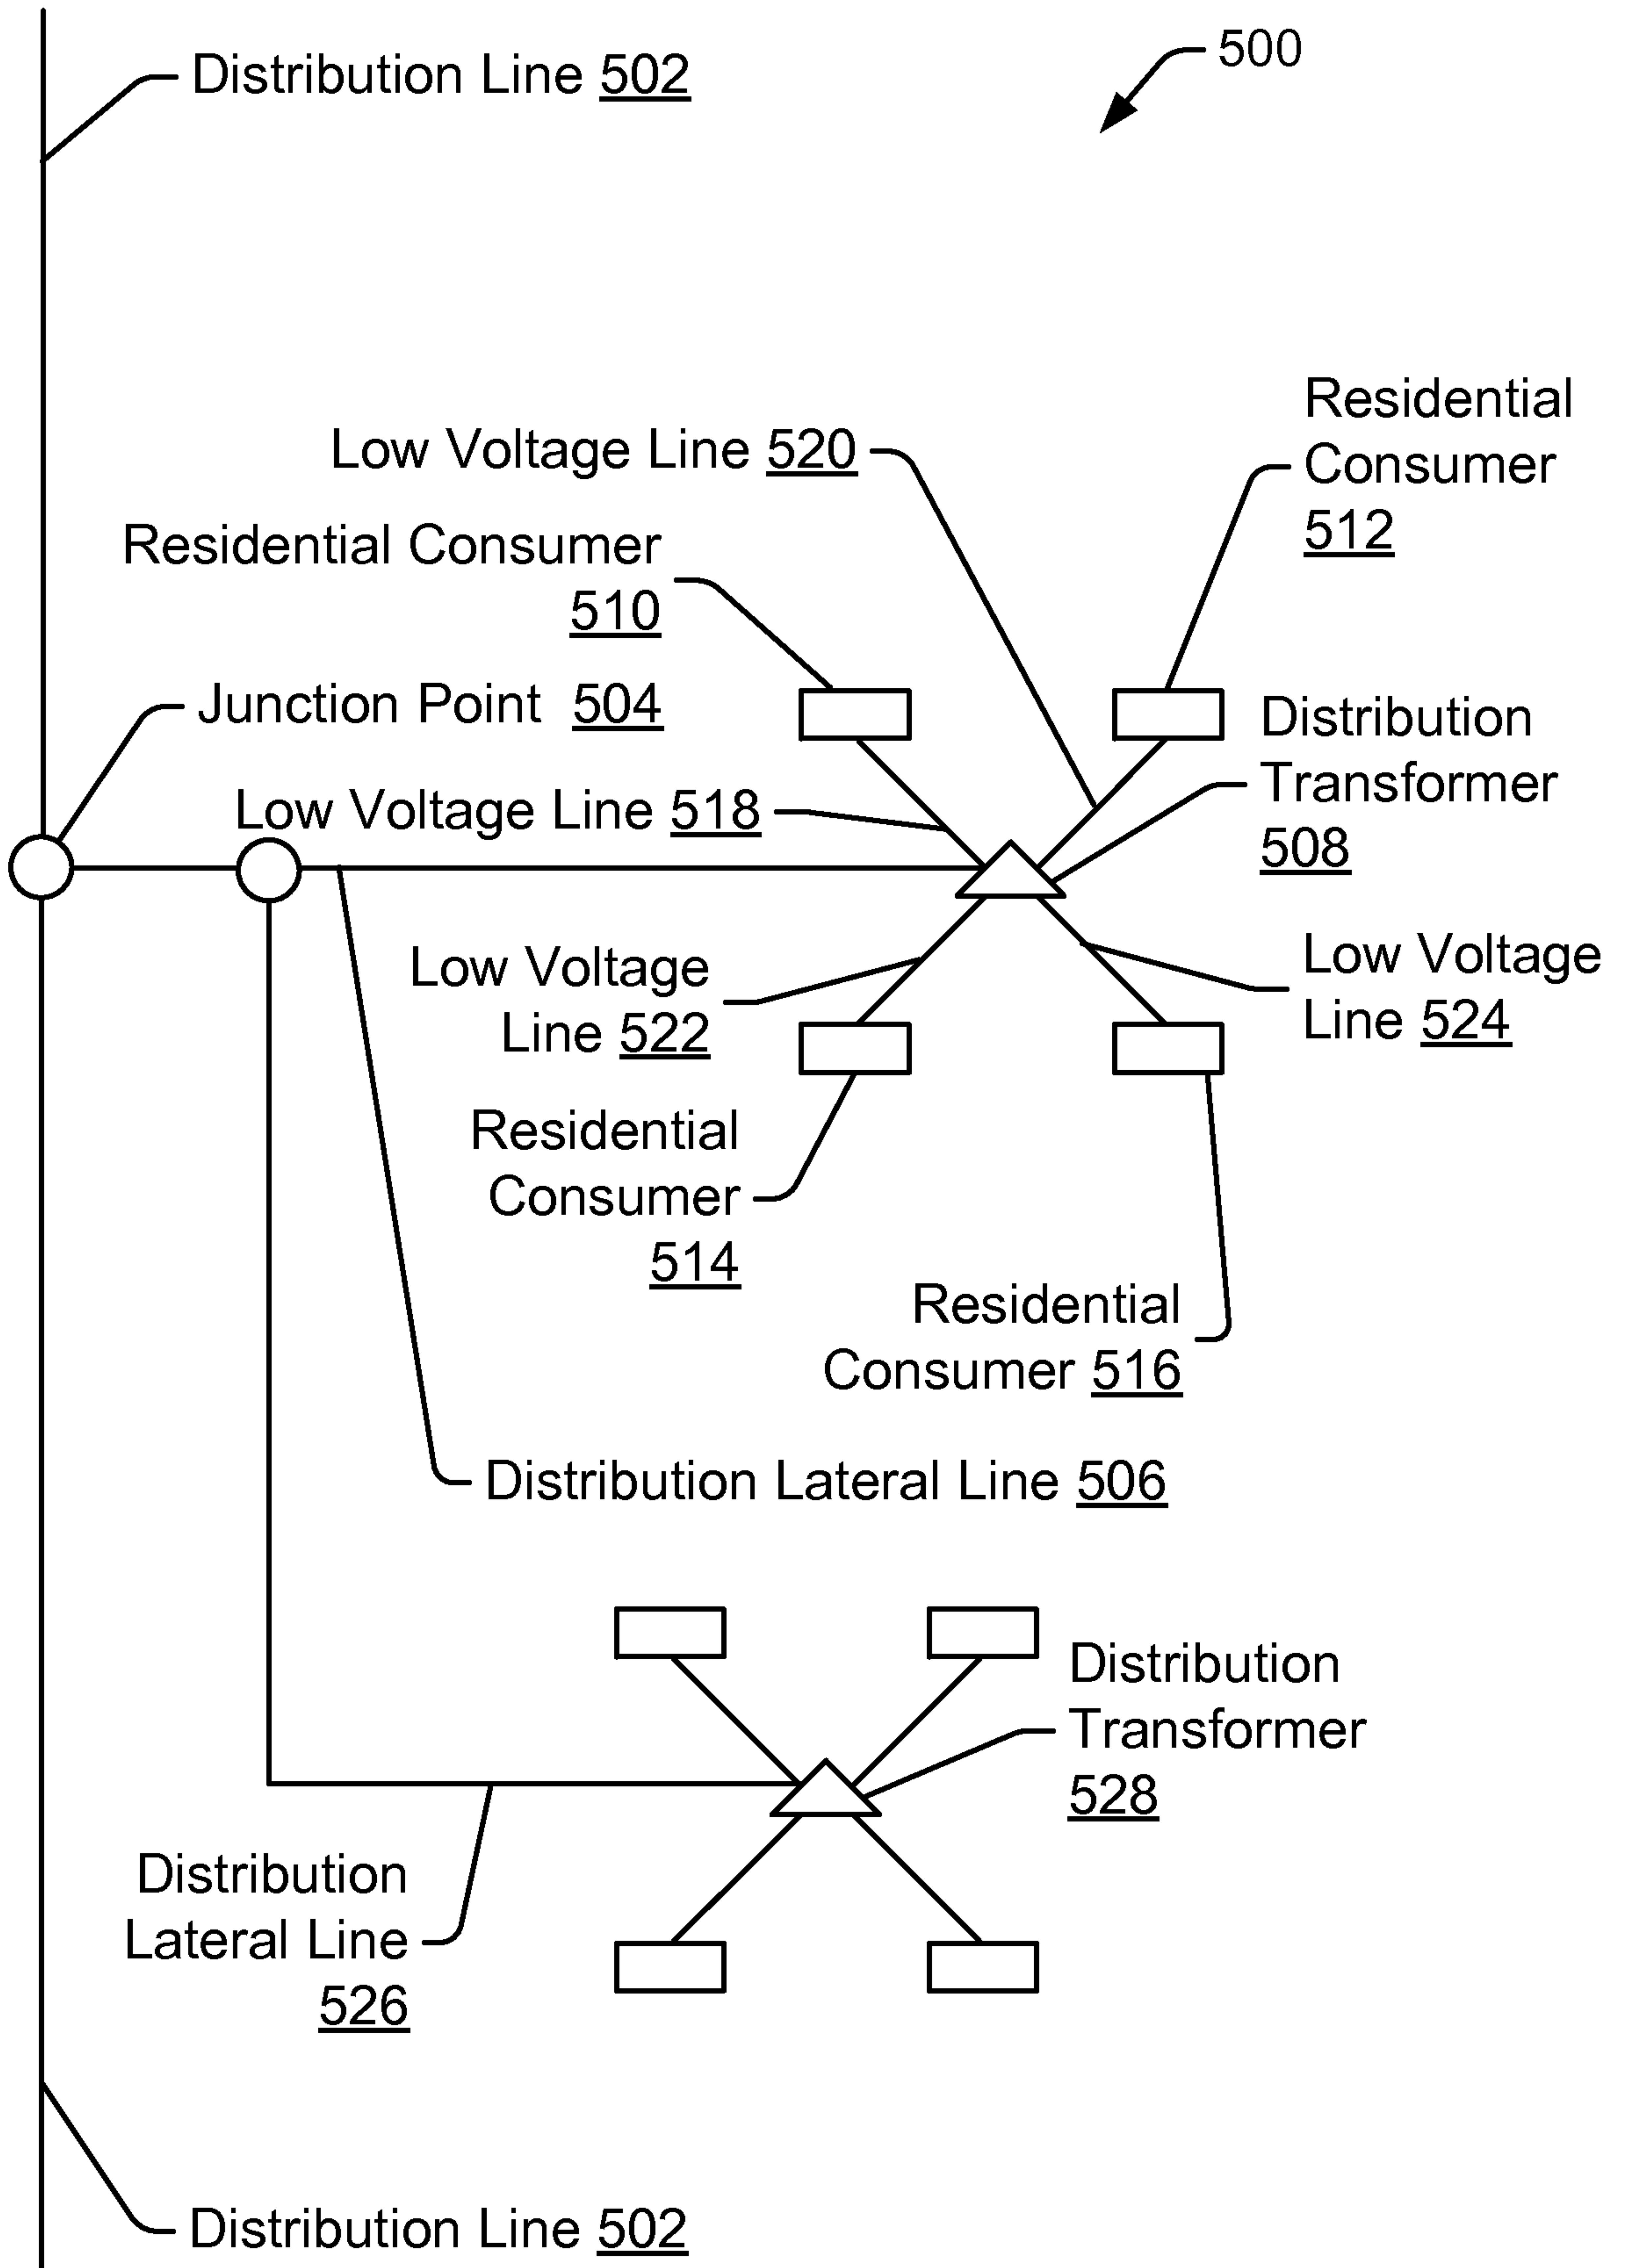 500
Distribution Line 502
Residential
Consumer
512
Low Voltage Line 520
Residential Consumer
510
Junction Point 504
Distribution
Transformer
508
Low Voltage Line 518
Low Voltage
Line 522
Low Voltage
Line 524
Residential
Consumer
514
Residential
Consumer 516
Distribution Lateral Line 506
Distribution
Transformer
528
Distribution
Lateral Line
526
Distribution Line 502